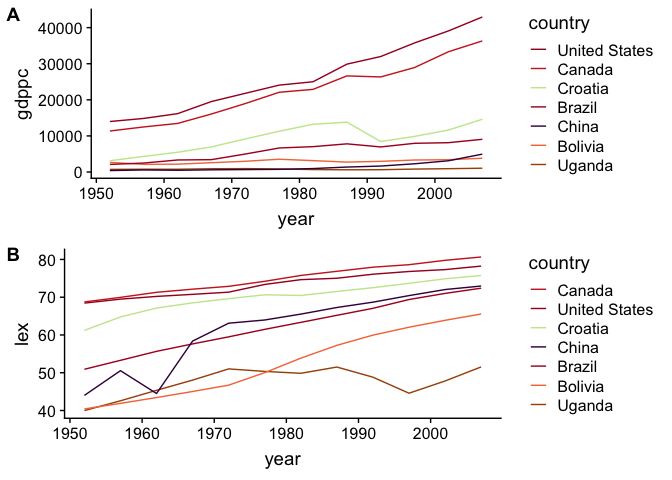 A
country
United States
Canada
Croatia
Brazil
China
Bolivia
Uganda
gdppc
40000
30000
20000
10000
0
1950 1960 1970 1980 1990 2000
year
B
country
Canada
United States
Croatia
China
Brazil
Bolivia
Uganda
lex
80
70
60
50
40
1950 1960 1970 1980 1990 2000
year